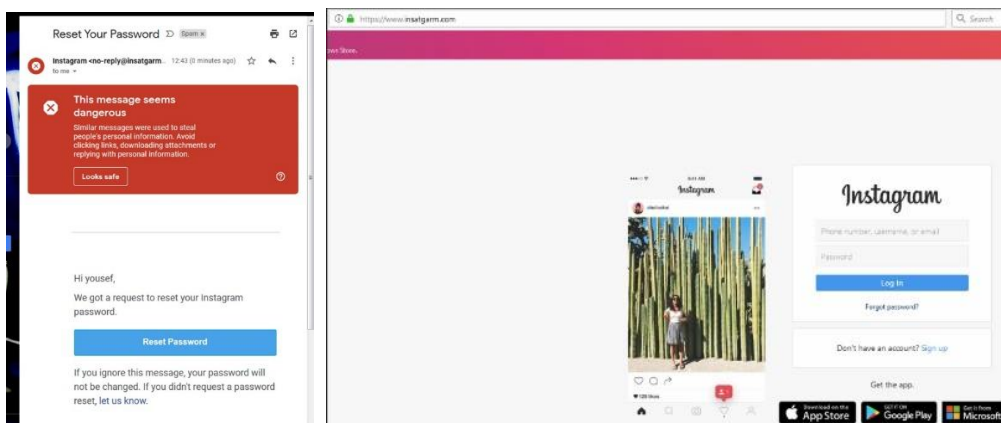 Reset Your Password
Spam x
Instagram <no-reply@insatgarm..
12:43 (0 minutes ago)
to me
This message seems
dangerous
Similar messages were used to steal
people's personal information. Avoid
clicking links, downloading attachments or
replying with personal information.
Looks safe
Hi yousef,
We got a request to reset your Instagram
password.
Reset Password
If you ignore this message, your password will
not be changed. If you didn't request a password
reset, let us know.
https://www.insatgarm.com
Search
ows Store.
Instagram
Instagram
Phone number, username, or email
Password
Log In
Forgot password?
Don't have an account? Sign up
Get the app.
Download on the
App Store
GET IT ON
Google Play
Get it from
Microsoft